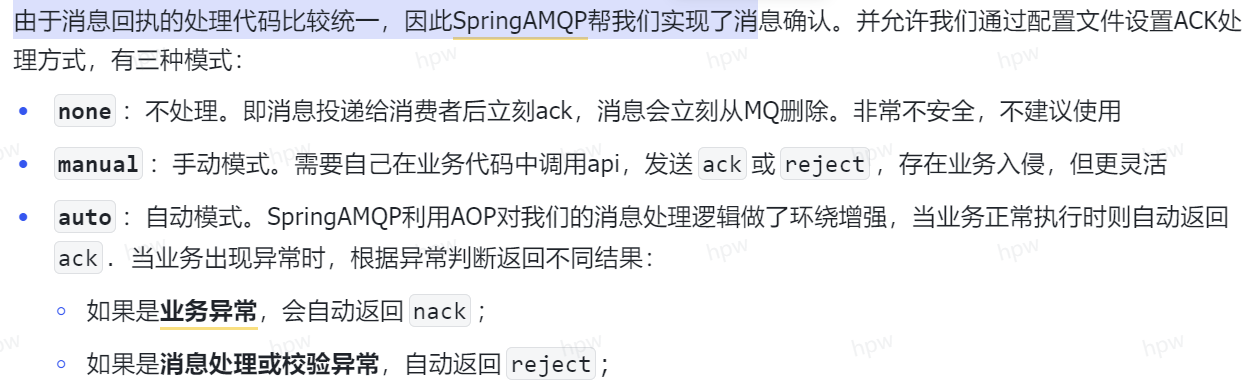 由于消息回执的处理代码比较统一，因此SpringAMQP帮我们实现了消息确认。并允许我们通过配置文件设置ACK处
理方式，有三种模式：
none：不处理。即消息投递给消费者后立刻ack，消息会立刻从MQ删除。非常不安全，不建议使用
manual：手动模式。需要自己在业务代码中调用api，发送 ack 或 reject，存在业务入侵，但更灵活
auto：自动模式。SpringAMQP利用AOP对我们的消息处理逻辑做了环绕增强，当业务正常执行时则自动返回
ack. 当业务出现异常时，根据异常判断返回不同结果：
如果是业务异常，会自动返回 nack；
如果是消息处理或校验异常，自动返回 reject；
hpw
hpw
hpw
hpw
hpw
hpw
hpw
hpw
hpw
hpw
hpw
hpw
hpw
hpw